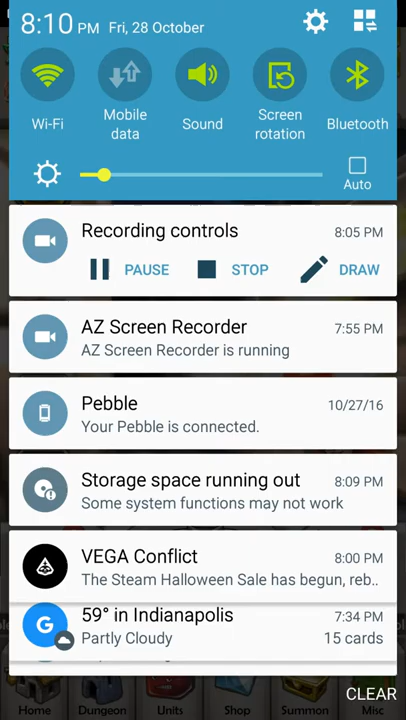 8:10 PM Fri, 28 October
Wi-Fi
Mobile
data
Sound
Screen
rotation
Bluetooth
Auto
Recording controls 8:05 PM
PAUSE STOP DRAW
AZ Screen Recorder 7:55 PM
AZ Screen Recorder is running
Pebble 10/27/16
Your Pebble is connected.
Storage space running out 8:09 PM
Some system functions may not work
VEGA Conflict 8:00 PM
The Steam Halloween Sale has begun, reb..
G
59° in Indianapolis 7:34 PM
Partly Cloudy 15 cards
CLEAR
Home Dungeon Units Shop Summon Misc